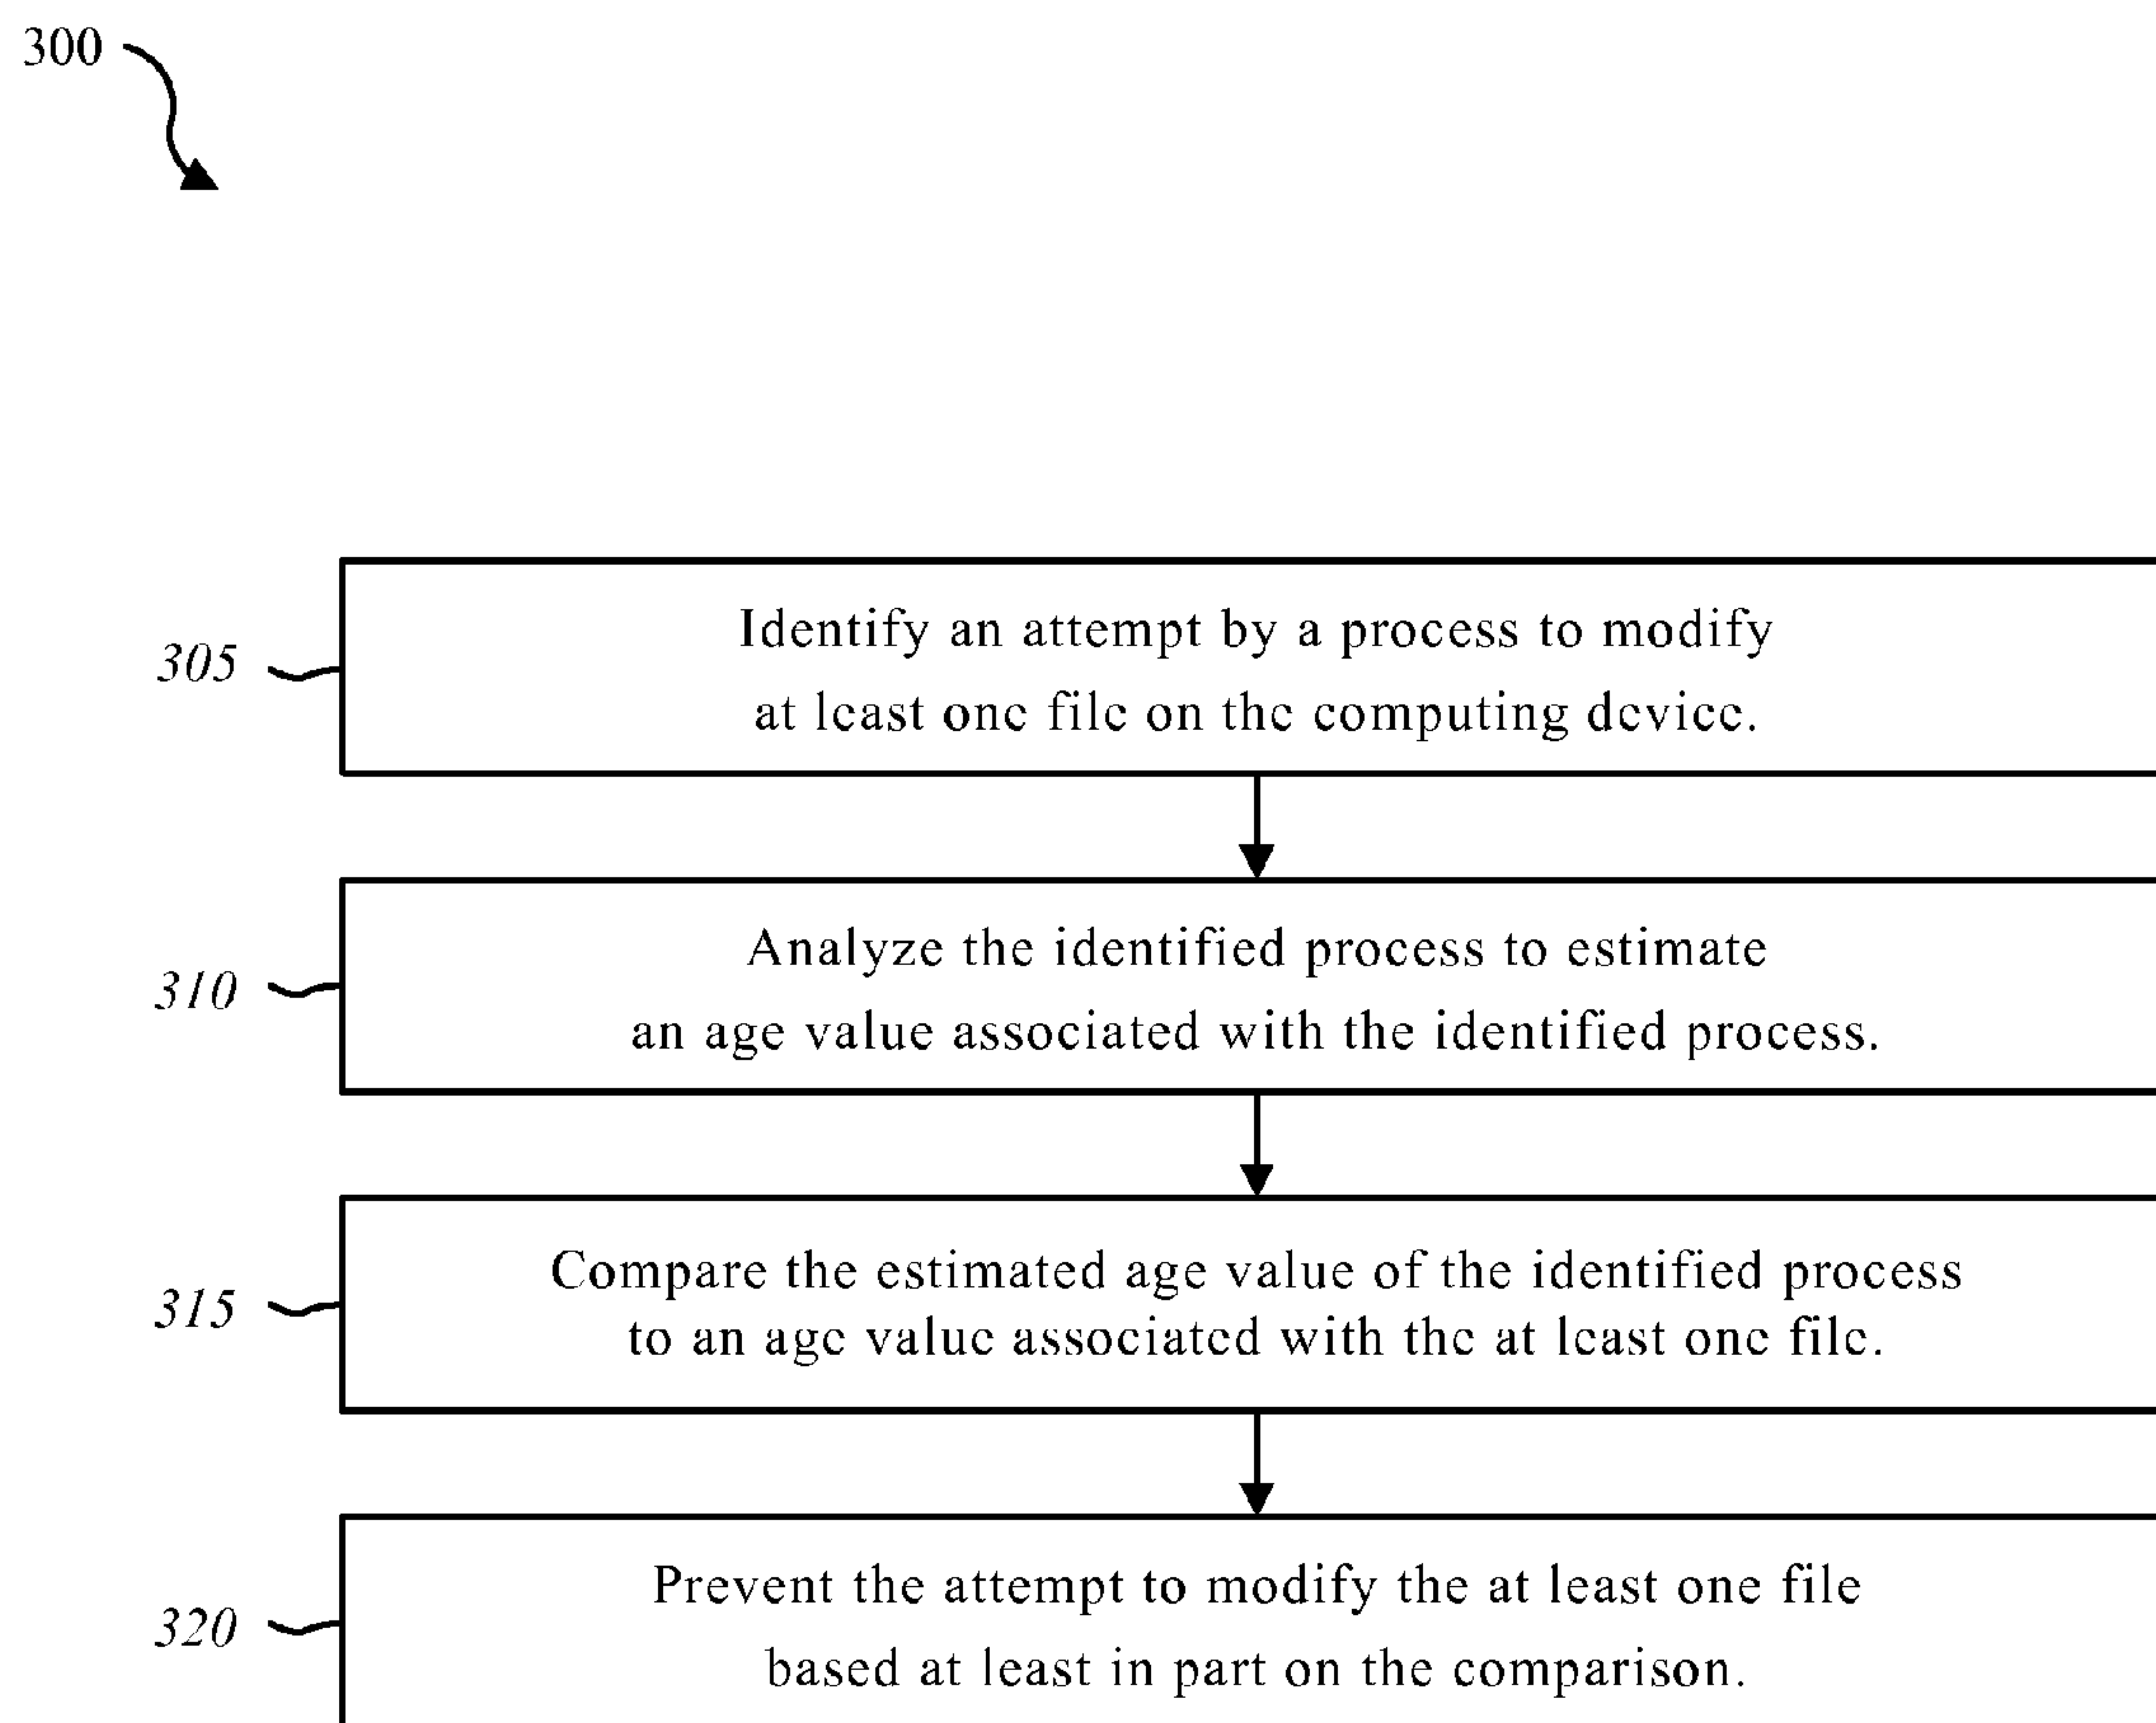 300
305
Identify an attempt by a process to modify
at least one file on the computing device.
310
Analyze the identified process to estimate
an age value associated with the identified process.
315
Compare the estimated age value of the identified process
to an age value associated with the at least one file.
320
Prevent the attempt to modify the at least one file
based at least in part on the comparison.